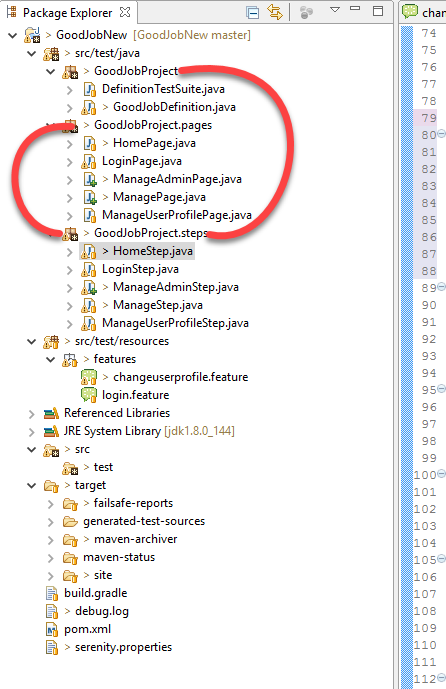 Package Explorer
GoodJobNew [GoodJobNew master]
> src/test/java
> GoodJobProject
DefinitionTestSuite.java
> GoodJobDefinition.java
> GoodJobProject.pages
> HomePage.java
LoginPage.java
> ManageAdminPage.java
> ManagePage.java
ManageUserProfilePage.java
> GoodJobProject.steps
> HomeStep.java
LoginStep.java
> ManageAdminStep.java
> ManageStep.java
ManageUserProfileStep.java
> src/test/resources
> features
> changeuserprofile.feature
login.feature
Referenced Libraries
JRE System Library [jdk1.8.0_144]
> src
> test
> target
> failsafe-reports
generated-test-sources
> maven-archiver
maven-status
> site
build.gradle
> debug.log
pom.xml
> serenity.properties
chan
74
75
76
77
78
79
80
81
82
83
84
85
86
87
88
89
90
91
92
93
94
95
96
97
98
99
100
101
102
103
104
105
106
107
108
109
110
111
112